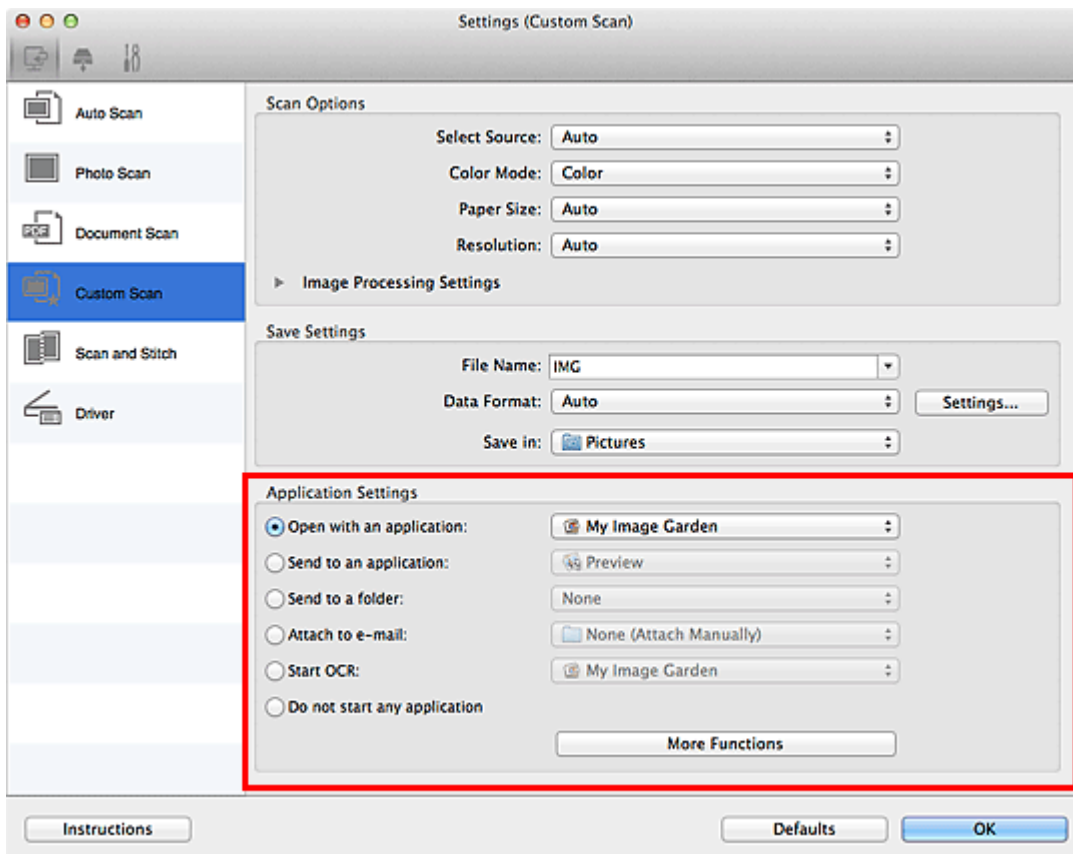 Settings (Custom Scan)
Auto Scan
Photo Scan
PDF
Document Scan
Custom Scan
Scan and Stitch
Driver
Scan Options
Select Source: Auto
Color Mode: Color
Paper Size: Auto
Resolution: Auto
Image Processing Settings
Save Settings
File Name: IMG
Data Format: Auto Settings...
Save in: Pictures
Application Settings
Open with an application: My Image Garden
Send to an application: Preview
Send to a folder: None
Attach to e-mail: None (Attach Manually)
Start OCR: My Image Garden
Do not start any application
More Functions
Instructions Defaults OK